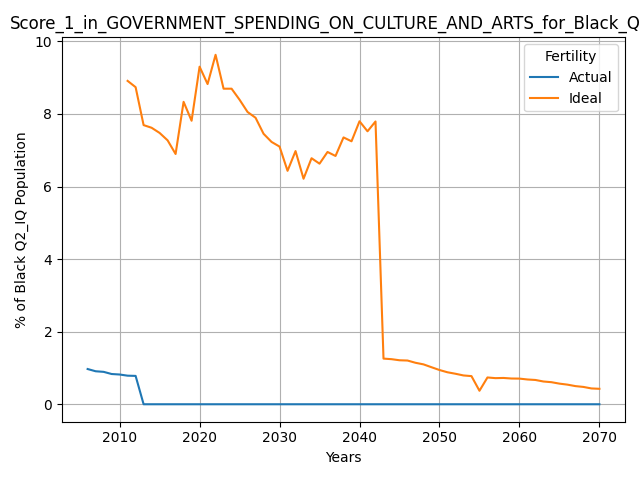 Score_1_in_GOVERNMENT_SPENDING_ON_CULTURE_AND_ARTS_for_Black_Q
Fertility
Actual
Ideal
% of Black Q2_IQ Population
10
8
6
4
2
0
2010 2020 2030 2040 2050 2060 2070
Years